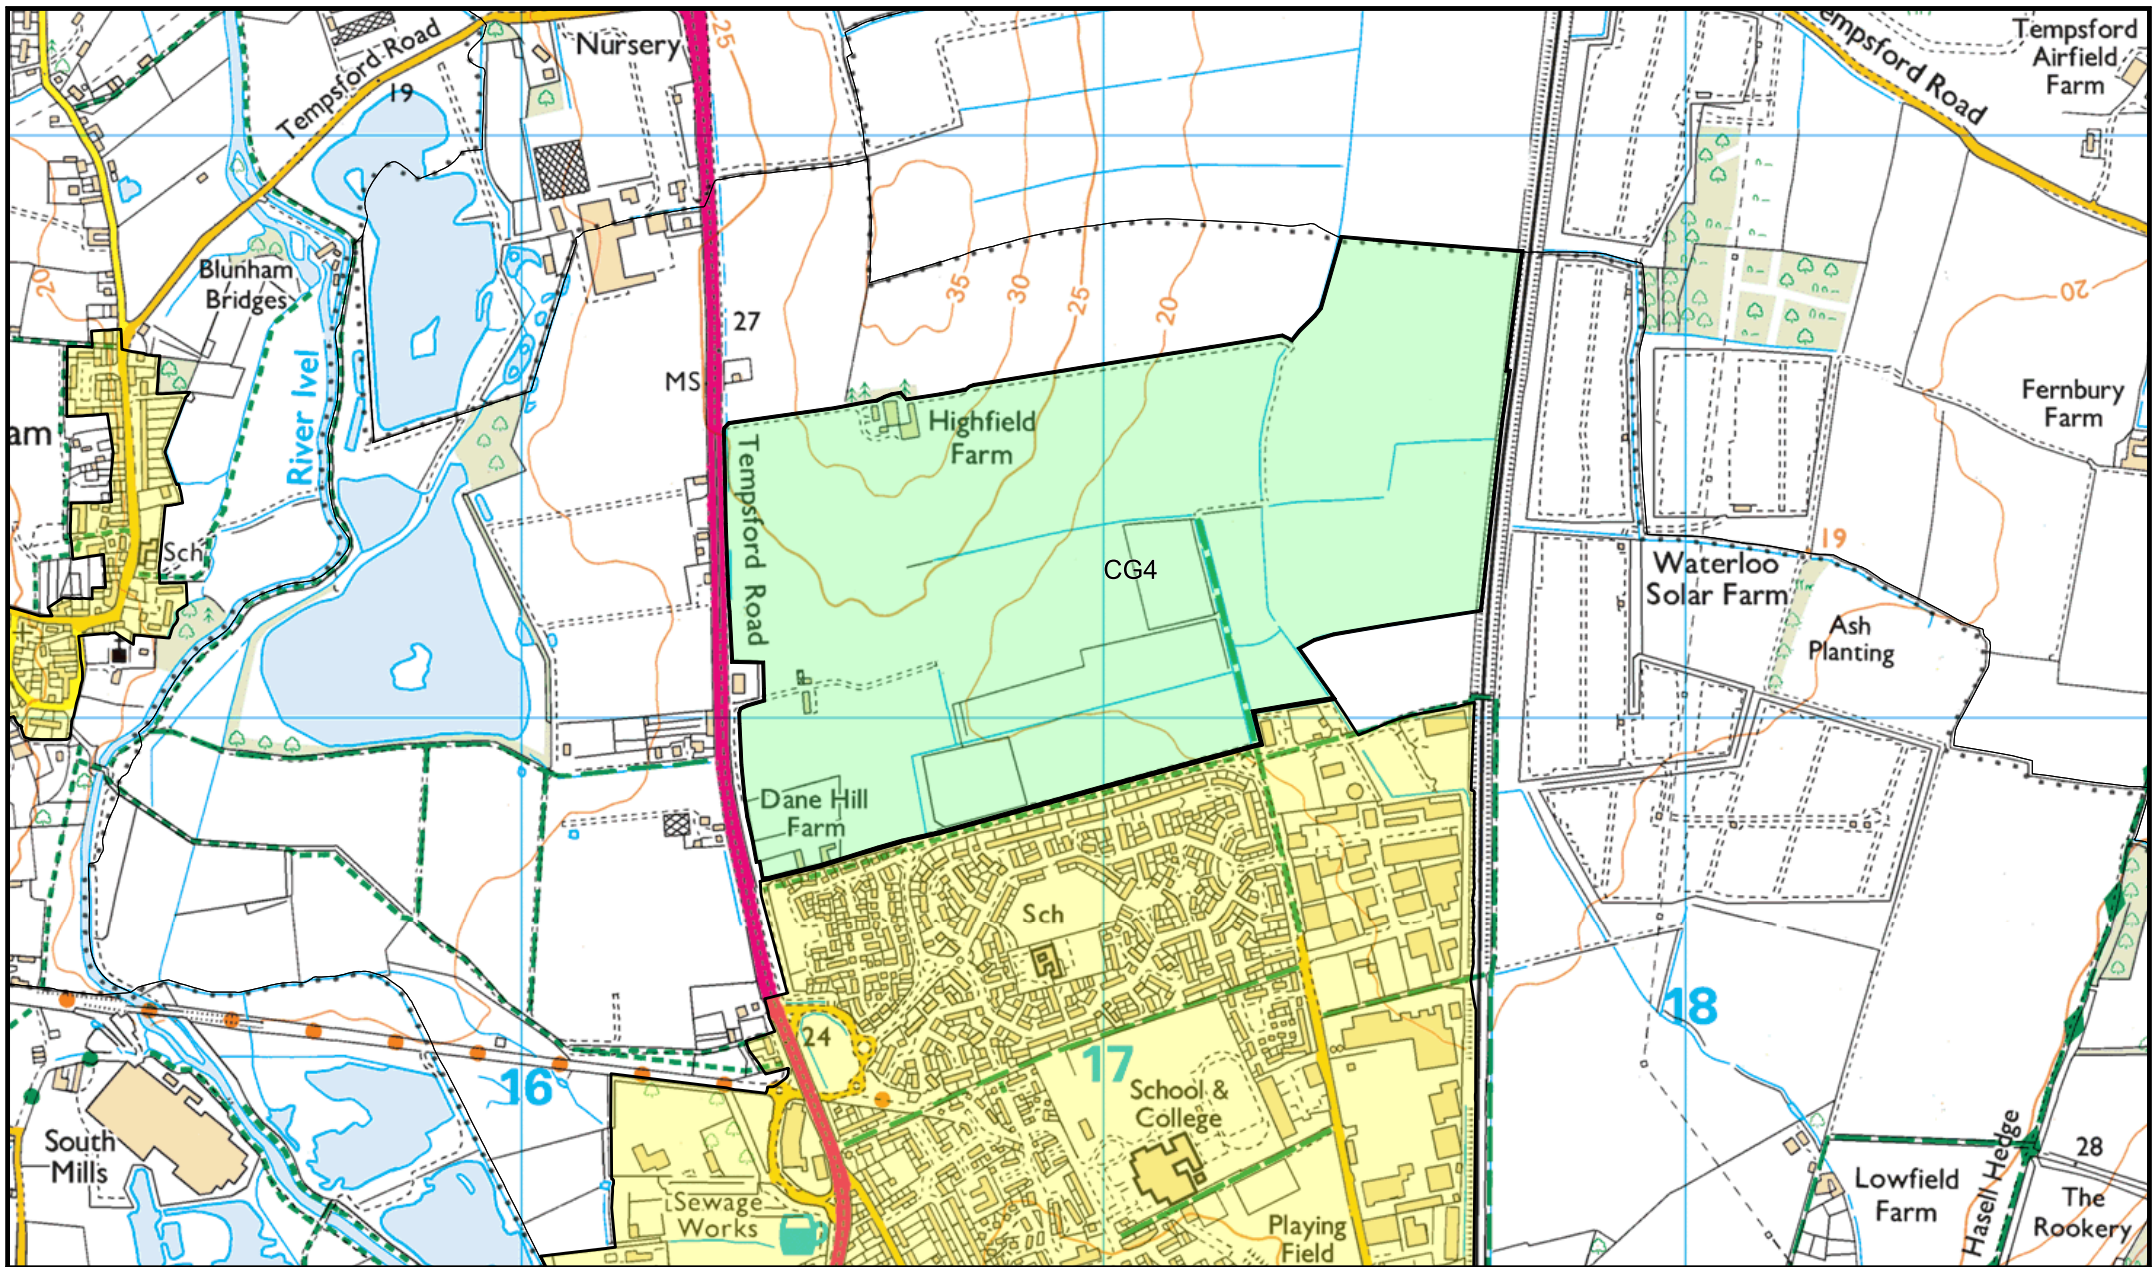 Tempsford Road
19
Nursery
25
empsford Road
Tempsford
Airfield
Farm
Blunham
Bridges
20
River Ivel
27
MS
35
30
25
20
20
Fernbury
Farm
am
Highfield
Farm
Tempsford Road
CG4
Sch
19
Waterloo
Solar Farm
Ash
Planting
Dane Hill
Farm
Sch
18
24
17
16
School &
College
South
Mills
Sewage
Works
Playing
Field
Hasell Hedge
Lowfield
Farm
28
The
Rookery